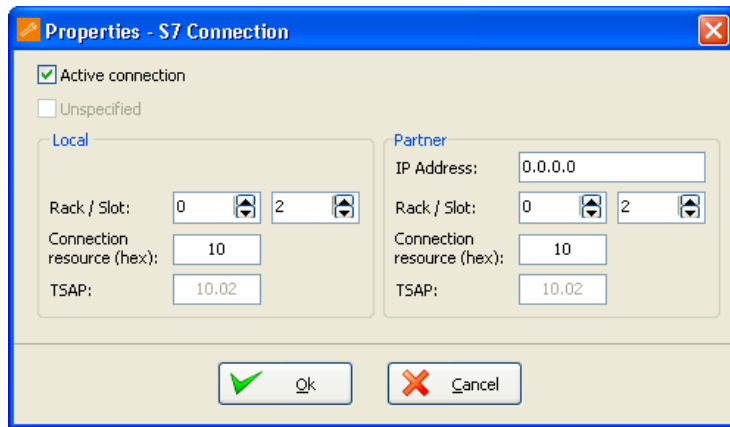 Properties - S7 Connection
Active connection
Unspecified
Local
Rack / Slot: 0 2
Connection
resource (hex): 10
TSAP: 10.02
Partner
IP Address: 0.0.0.0
Rack / Slot: 0 2
Connection
resource (hex): 10
TSAP: 10.02
Ok
Cancel